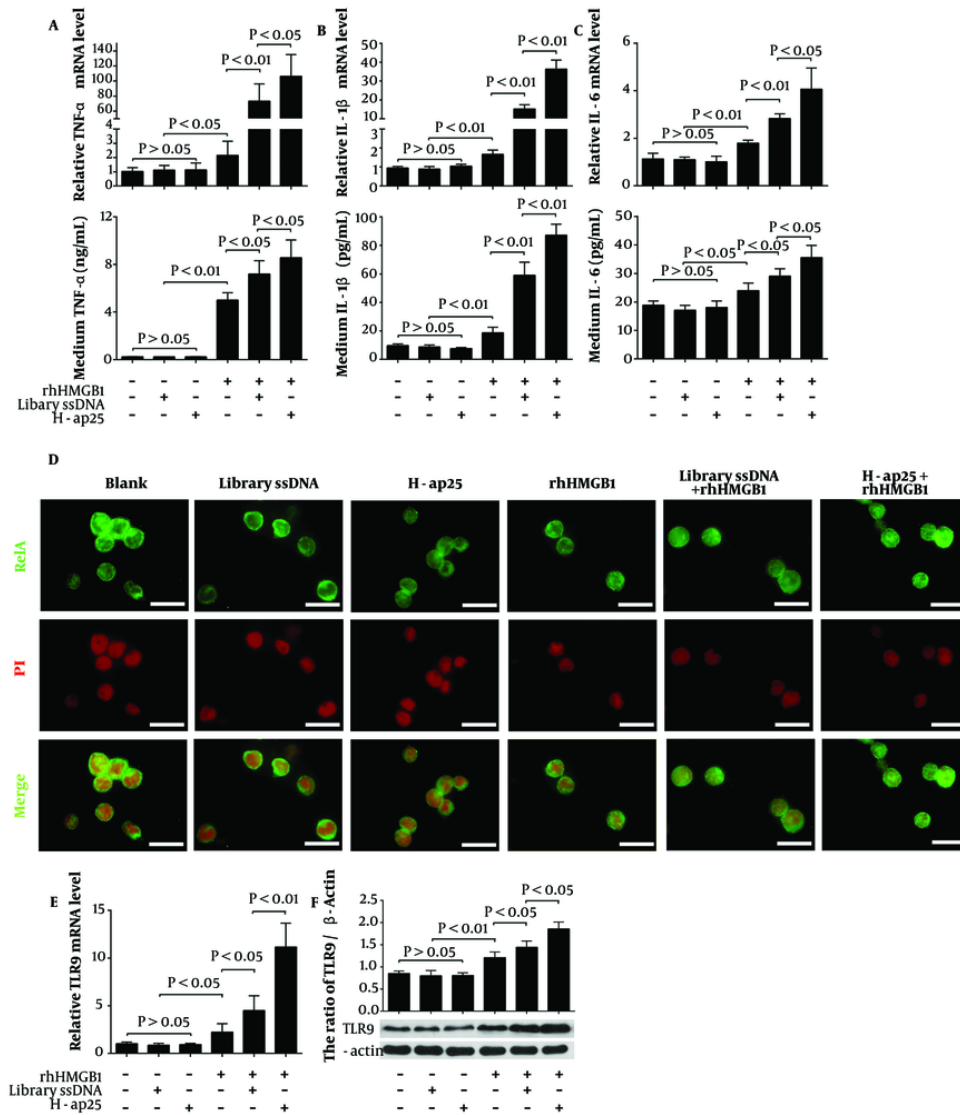 A
Relative TNF-α mRNA level
140
120
100
80
60
4
3
2
1
0
P > 0.05
P < 0.05
P < 0.01
P < 0.05
B
Relative IL - 1β mRNA level
50
40
30
20
10
3
2
1
0
P > 0.05
P < 0.01
P < 0.01
P < 0.05
C
Relative IL - 6 mRNA level
6
4
2
0
P > 0.05
P < 0.01
P < 0.01
P < 0.05
Medium TNF-α (ng/mL)
12
8
4
0
P > 0.05
P < 0.01
P < 0.05
P < 0.05
Medium IL - 1β (pg/mL)
100
80
60
40
20
0
P > 0.05
P < 0.01
P < 0.01
P < 0.01
Medium IL - 6 (pg/mL)
50
40
30
20
10
0
P > 0.05
P < 0.05
P < 0.05
P < 0.05
rhHMGB1 - - - + + + - - - + + + - - - + + +
Libary ssDNA - + - - + - - + - - + - - + - - + -
H - ap25 - - + - - + - - + - - + - - + - - +
D
Blank
Library ssDNA
H - ap25
rhHMGB1
Library ssDNA
+rhHMGB1
H - ap25 +
rhHMGB1
RelA
PI
Merge
E
Relative TLR9 mRNA level
15
10
5
0
P > 0.05
P < 0.05
P < 0.05
P < 0.01
F
The ratio of TLR9 / β - Actin
2.5
2.0
1.5
1.0
0.5
0.0
P > 0.05
P < 0.01
P < 0.05
P < 0.05
TLR9
- actin
rhHMGB1 - - - + + + - - - + + +
Library ssDNA - + - - + - - + - - + -
H - ap25 - - + - - + - - + - - +